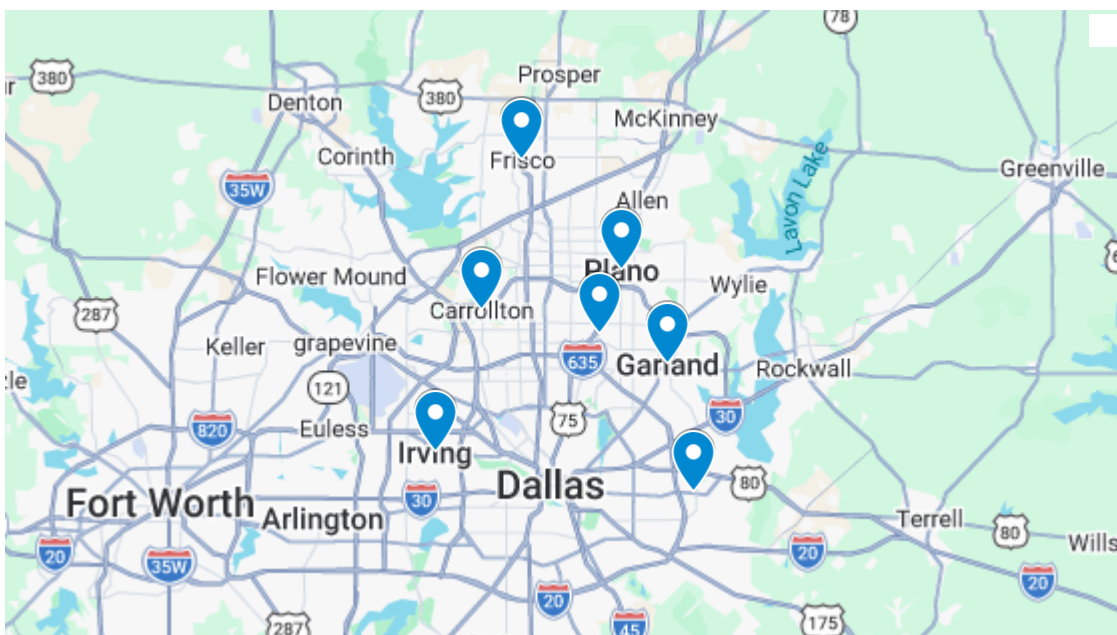 78
380
Prosper
Denton
380
McKinney
Corinth
Frisco
Greenville
35W
Allen
Lavon Lake
Plano
Flower Mound
Wylie
Carrollton
287
grapevine
Keller
635
Garland
Rockwall
121
75
30
820
Euless
Irving
Dallas
80
30
Fort Worth
Arlington
Terrell
80
Wills
20
35W
20
20
20
287
45
175